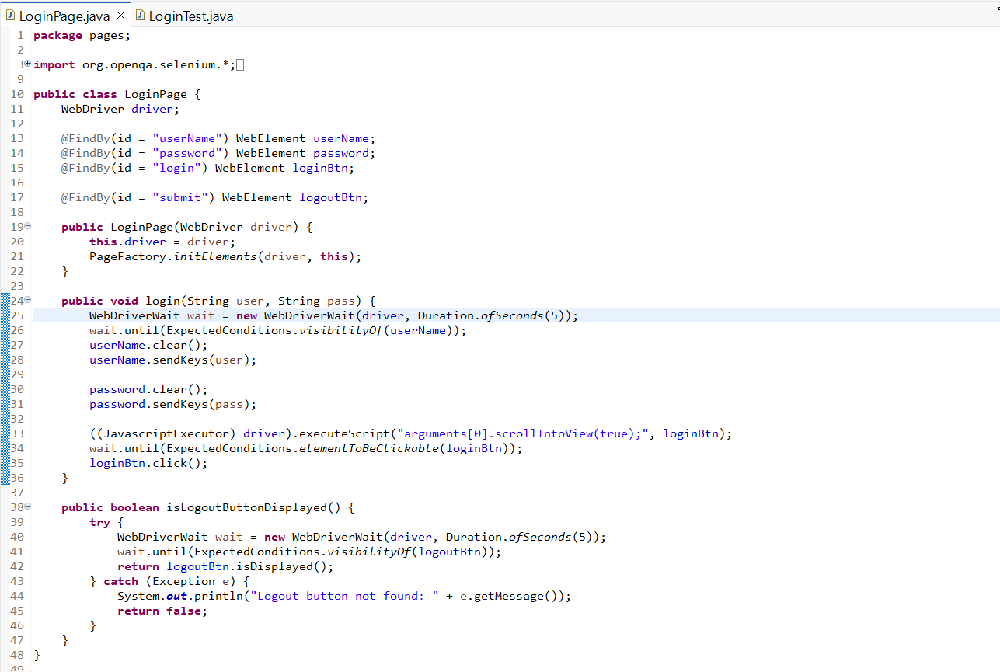 LoginPage.java × LoginTest.java
1 package pages;
2
3 import org.openqa.selenium.*;
9
10 public class LoginPage {
11     WebDriver driver;
12
13     @FindBy(id = "userName") WebElement userName;
14     @FindBy(id = "password") WebElement password;
15     @FindBy(id = "login") WebElement loginBtn;
16
17     @FindBy(id = "submit") WebElement logoutBtn;
18
19     public LoginPage(WebDriver driver) {
20         this.driver = driver;
21         PageFactory.initElements(driver, this);
22     }
23
24     public void login(String user, String pass) {
25         WebDriverWait wait = new WebDriverWait(driver, Duration.ofSeconds(5));
26         wait.until(ExpectedConditions.visibilityOf(userName));
27         userName.clear();
28         userName.sendKeys(user);
29
30         password.clear();
31         password.sendKeys(pass);
32
33         ((JavascriptExecutor) driver).executeScript("arguments[0].scrollIntoView(true);", loginBtn);
34         wait.until(ExpectedConditions.elementToBeClickable(loginBtn));
35         loginBtn.click();
36     }
37
38     public boolean isLogoutButtonDisplayed() {
39         try {
40             WebDriverWait wait = new WebDriverWait(driver, Duration.ofSeconds(5));
41             wait.until(ExpectedConditions.visibilityOf(logoutBtn));
42             return logoutBtn.isDisplayed();
43         } catch (Exception e) {
44             System.out.println("Logout button not found: " + e.getMessage());
45             return false;
46         }
47     }
48 }
49